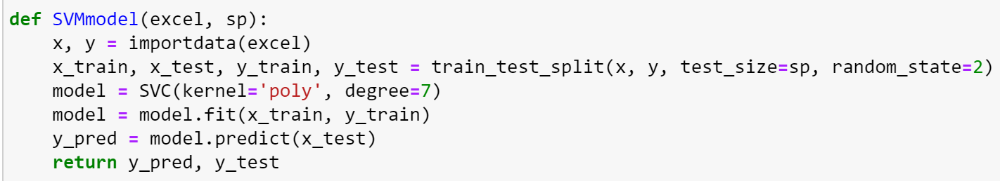 def SVMmodel(excel, sp):
    x, y = importdata(excel)
    x_train, x_test, y_train, y_test = train_test_split(x, y, test_size=sp, random_state=2)
    model = SVC(kernel='poly', degree=7)
    model = model.fit(x_train, y_train)
    y_pred = model.predict(x_test)
    return y_pred, y_test